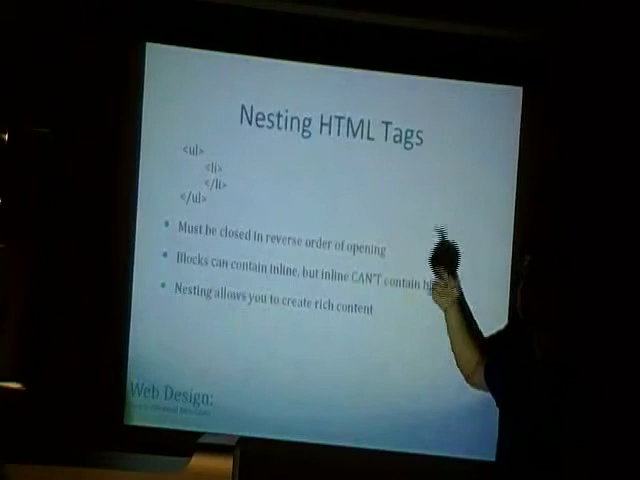 Nesting HTML Tags
<ul>
<li>
</li>
</ul>
• Must be closed in reverse order of opening
• Blocks can contain inline, but inline CAN'T contain
• Nesting allows you to create rich content
Web Design: